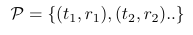 𝒫 = {(t₁, r₁), (t₂, r₂)..}